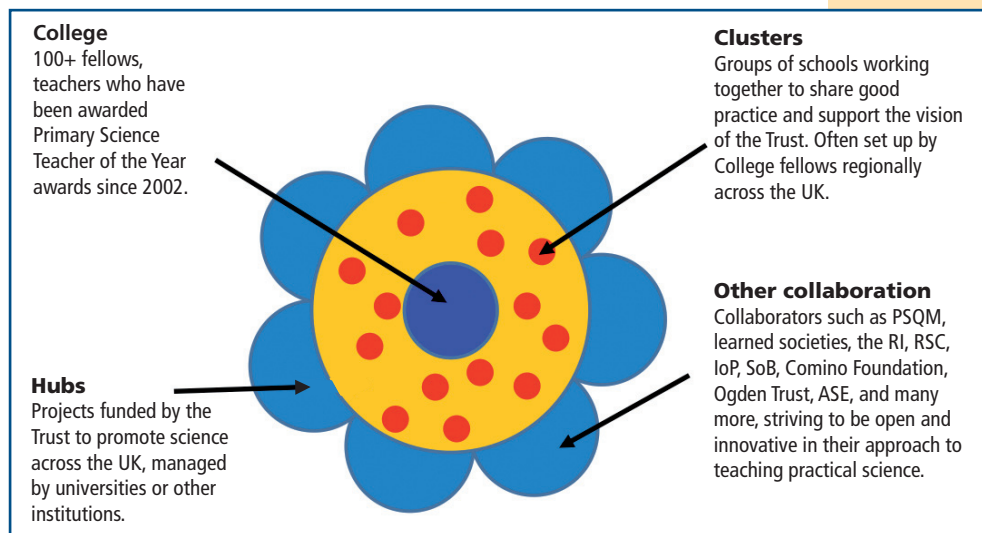 College
100+ fellows,
teachers who have
been awarded
Primary Science
Teacher of the Year
awards since 2002.
Clusters
Groups of schools working
together to share good
practice and support the vision
of the Trust. Often set up by
College fellows regionally
across the UK.
Hubs
Projects funded by the
Trust to promote science
across the UK, managed
by universities or other
institutions.
Other collaboration
Collaborators such as PSQM,
learned societies, the RI, RSC,
IoP, SoB, Comino Foundation,
Ogden Trust, ASE, and many
more, striving to be open and
innovative in their approach to
teaching practical science.